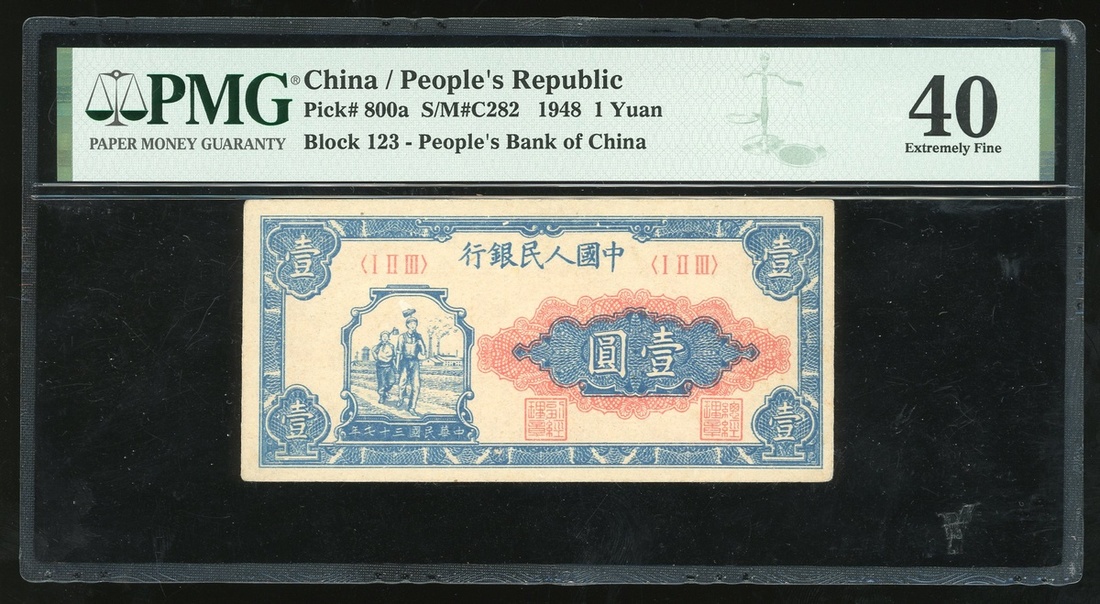 PMG®
PAPER MONEY GUARANTY
China / People's Republic
Pick# 800a S/M#C282 1948 1 Yuan
Block 123 - People's Bank of China
40
Extremely Fine
行銀民人國中
〈I II III〉 〈I II III〉
壹 壹
圓壹
壹 壹
年七十三國民華中